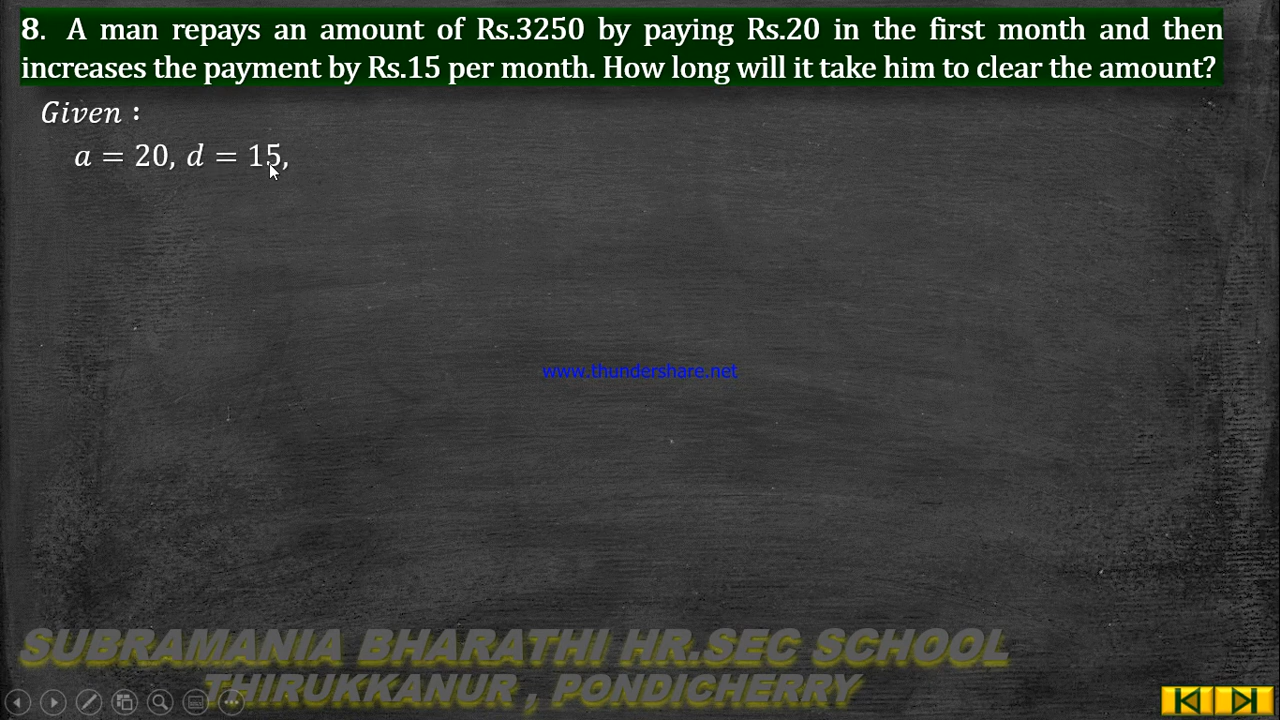 8. A man repays an amount of Rs.3250 by paying Rs.20 in the first month and then
increases the payment by Rs.15 per month. How long will it take him to clear the amount?
Given :
a = 20, d = 15,
www.thundershare.net
SUBRAMANIA BHARATHI HR.SEC SCHOOL
THIRUKKANUR , PONDICHERRY